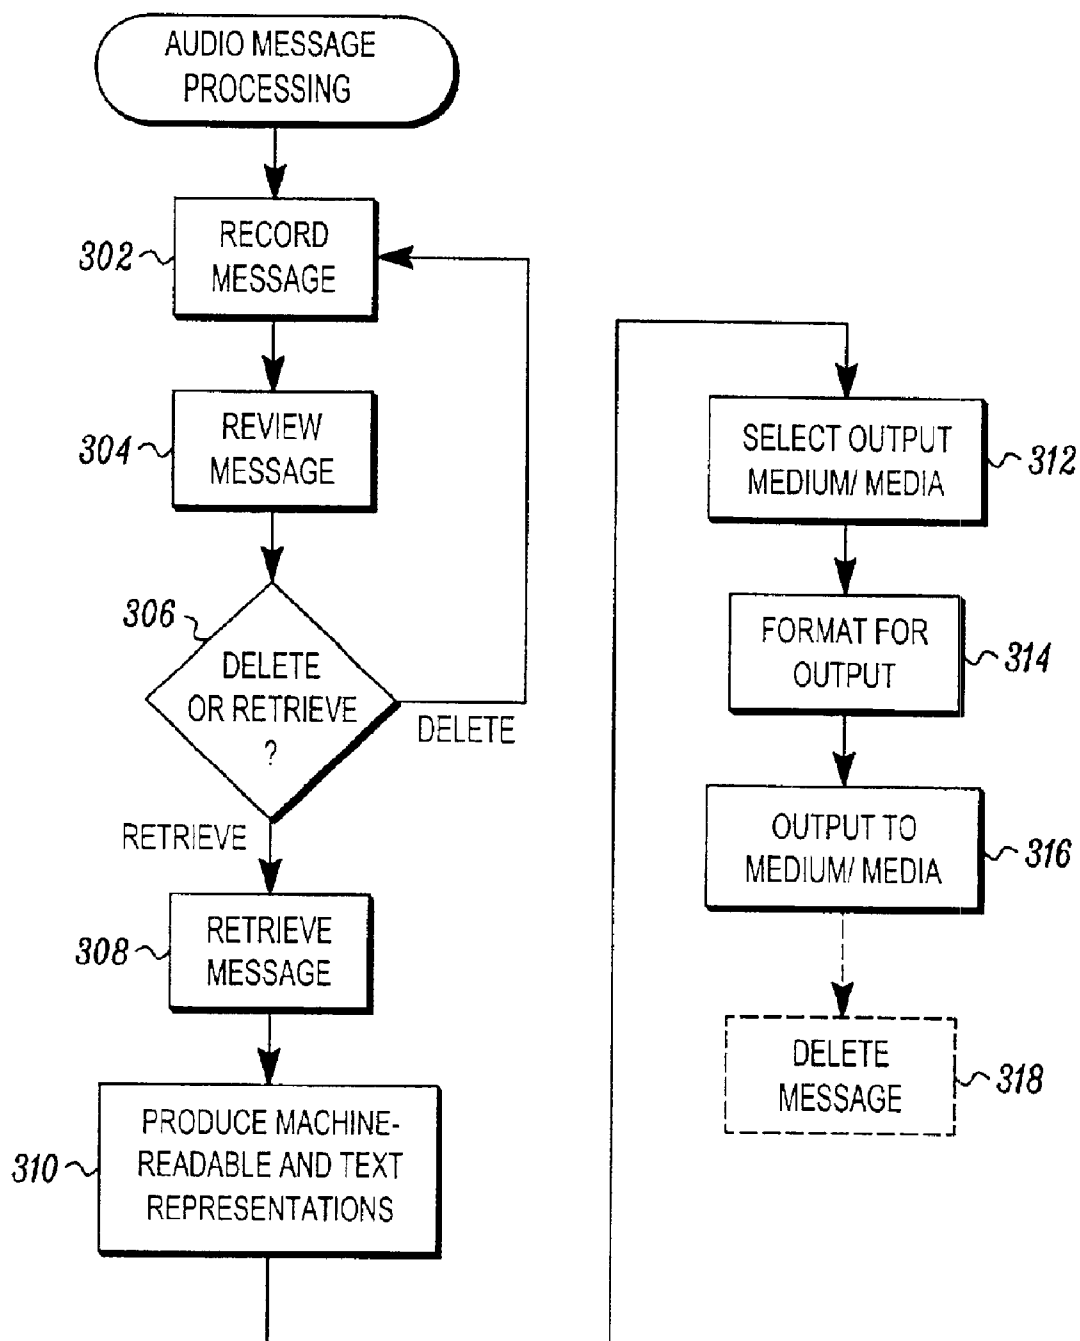 AUDIO MESSAGE
PROCESSING
302
RECORD
MESSAGE
304
REVIEW
MESSAGE
306
DELETE
OR RETRIEVE
?
DELETE
RETRIEVE
308
RETRIEVE
MESSAGE
310
PRODUCE MACHINE-
READABLE AND TEXT
REPRESENTATIONS
SELECT OUTPUT
MEDIUM/ MEDIA
312
FORMAT FOR
OUTPUT
314
OUTPUT TO
MEDIUM/ MEDIA
316
DELETE
MESSAGE
318